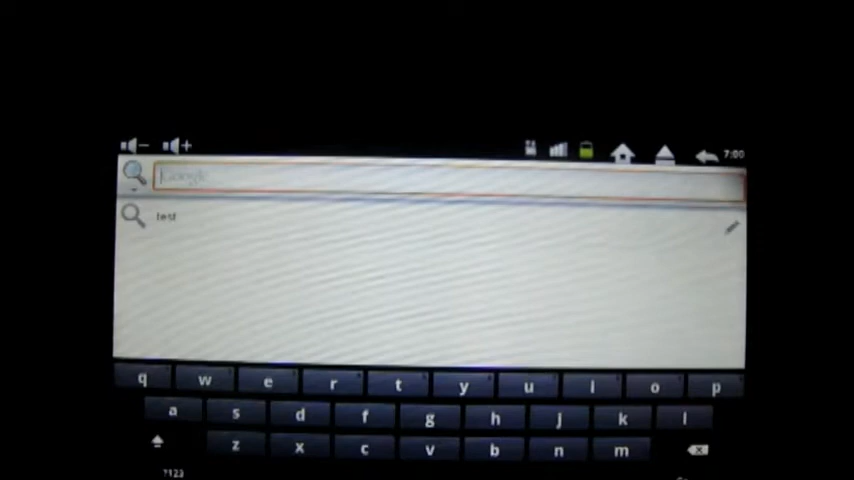 7:00
Google
test
q w e r t y u i o p
a s d f g h j k l
z x c v b n m
?123